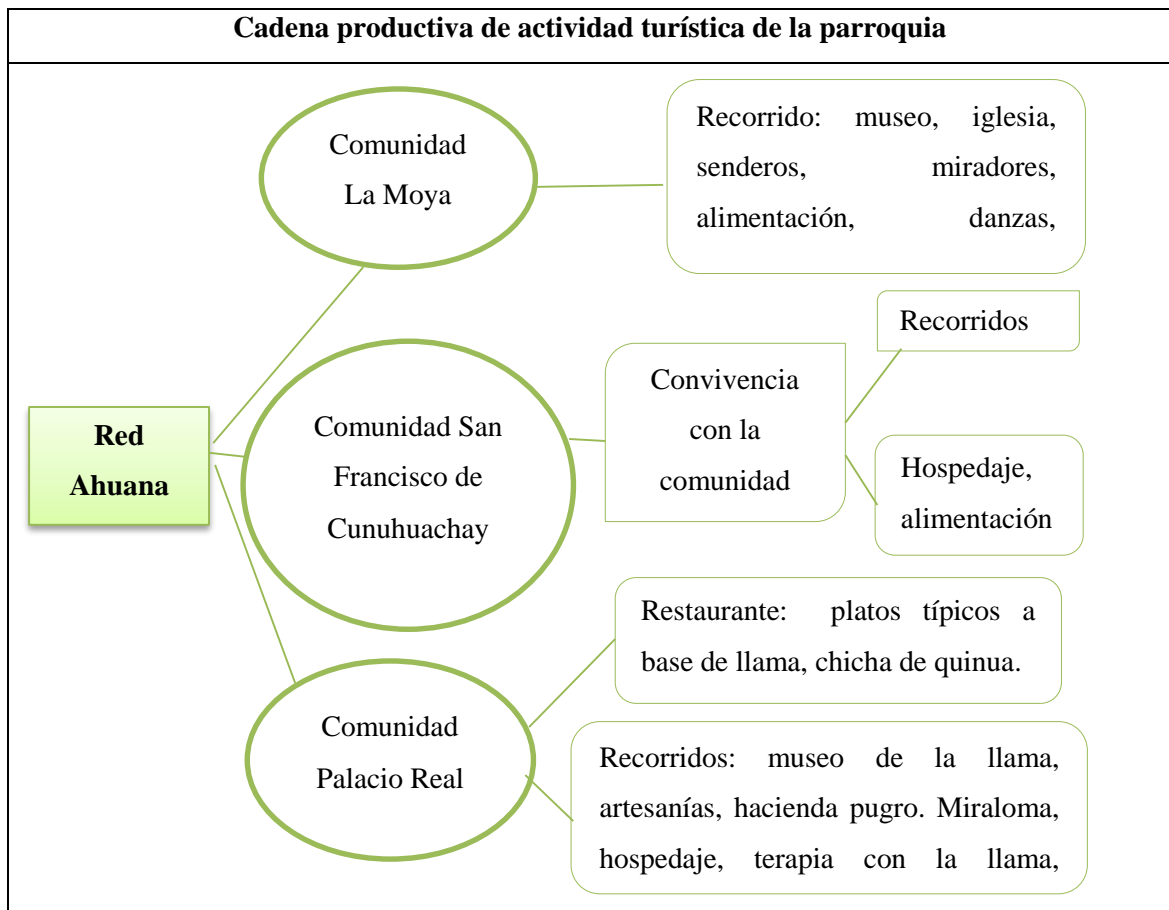 Cadena productiva de actividad turística de la parroquia
Comunidad
La Moya
Recorrido: museo, iglesia,
senderos, miradores,
alimentación, danzas,
Red
Ahuana
Comunidad San
Francisco de
Cunuhuachay
Convivencia
con la
comunidad
Recorridos
Hospedaje,
alimentación
Comunidad
Palacio Real
Restaurante: platos típicos a
base de llama, chicha de quinua.
Recorridos: museo de la llama,
artesanías, hacienda pugro. Miraloma,
hospedaje, terapia con la llama,